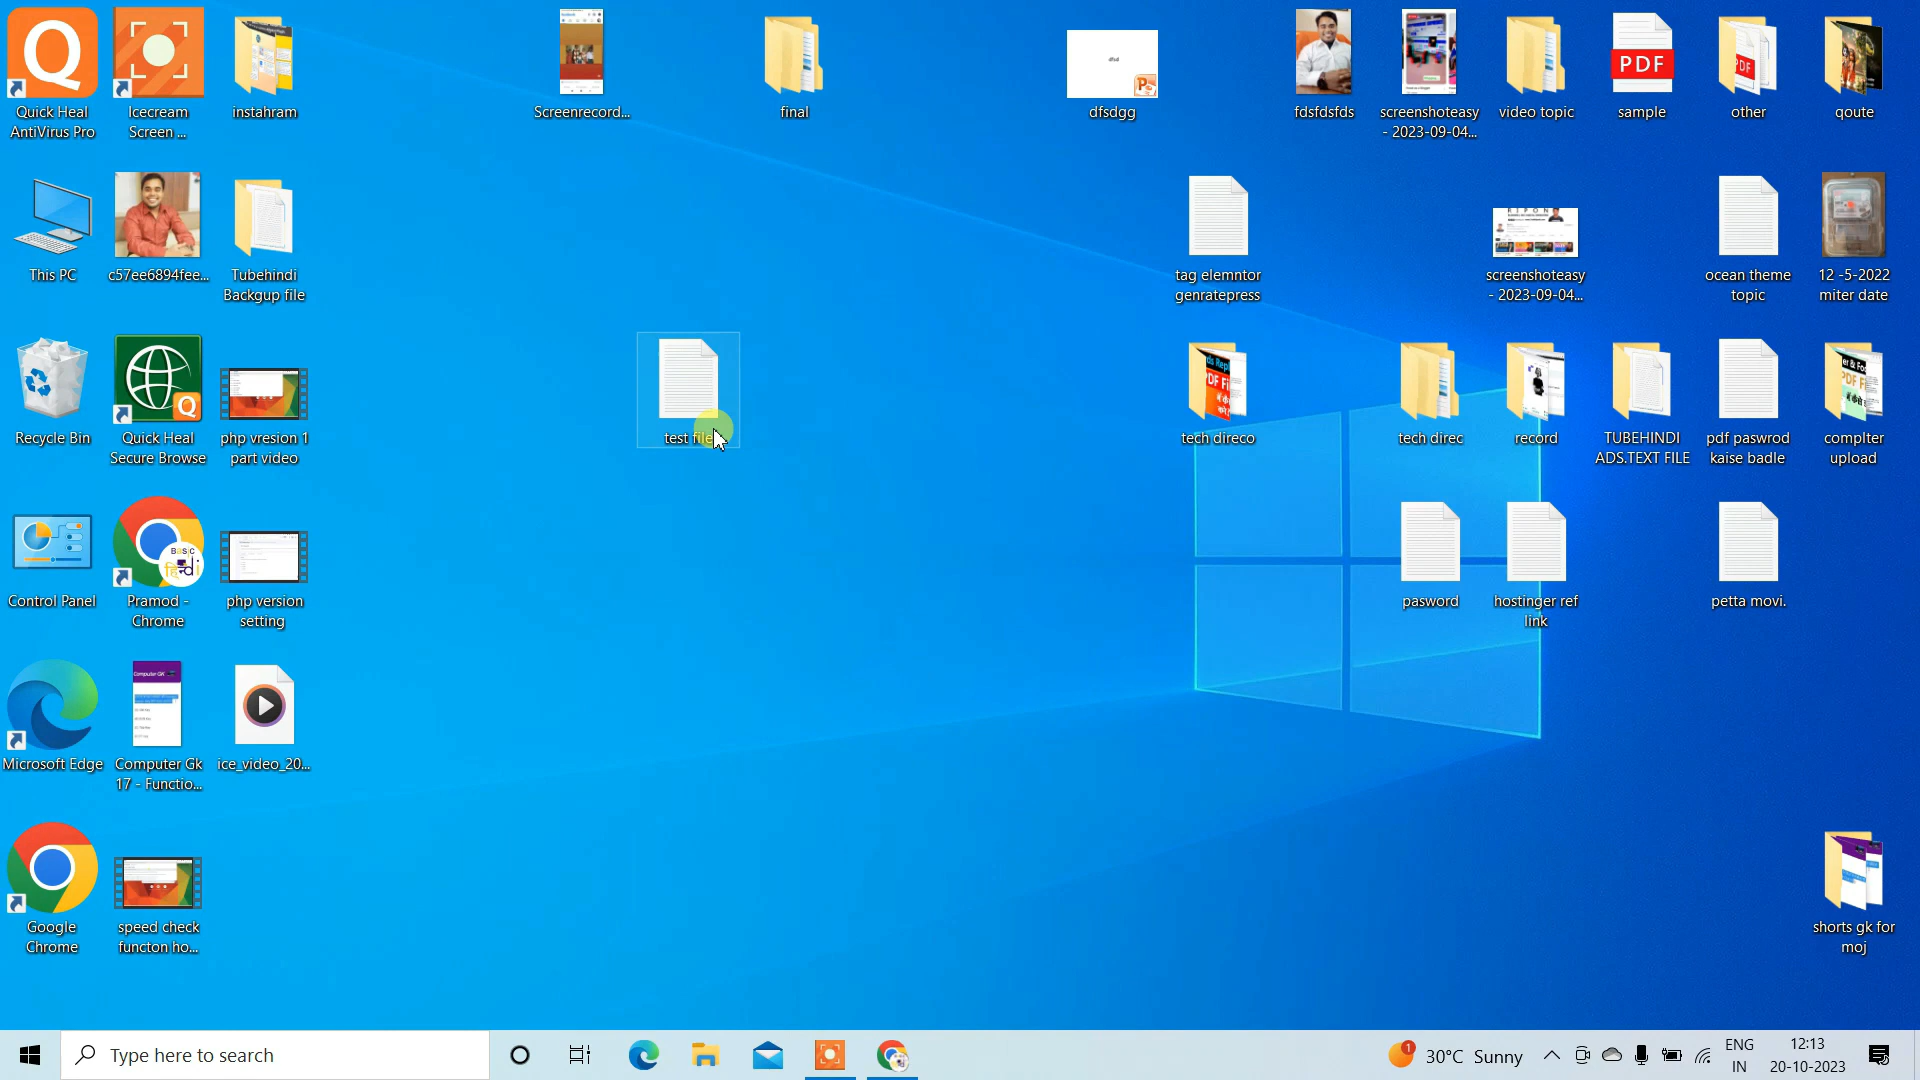 Quick Heal
AntiVirus Pro
Icecream
Screen ...
instahram
Screenrecord...
final
dfsdgg
fdsfdsfds
screenshoteasy
- 2023-09-04...
video topic
PDF
sample
other
qoute
This PC
c57ee6894fee...
Tubehindi
Backgup file
tag elemntor
genratepress
screenshoteasy
- 2023-09-04...
ocean theme
topic
12 -5-2022
miter date
Recycle Bin
Quick Heal
Secure Browse
php vresion 1
part video
test file
tech direco
tech direc
record
TUBEHINDI
ADS.TEXT FILE
pdf paswrod
kaise badle
complter
upload
Control Panel
Pramod -
Chrome
php version
setting
pasword
hostinger ref
link
petta movi.
Microsoft Edge
Computer Gk
17 - Functio...
ice_video_20...
Google
Chrome
speed check
functon ho...
shorts gk for
moj
Type here to search
1
30°C Sunny
ENG
IN
12:13
20-10-2023